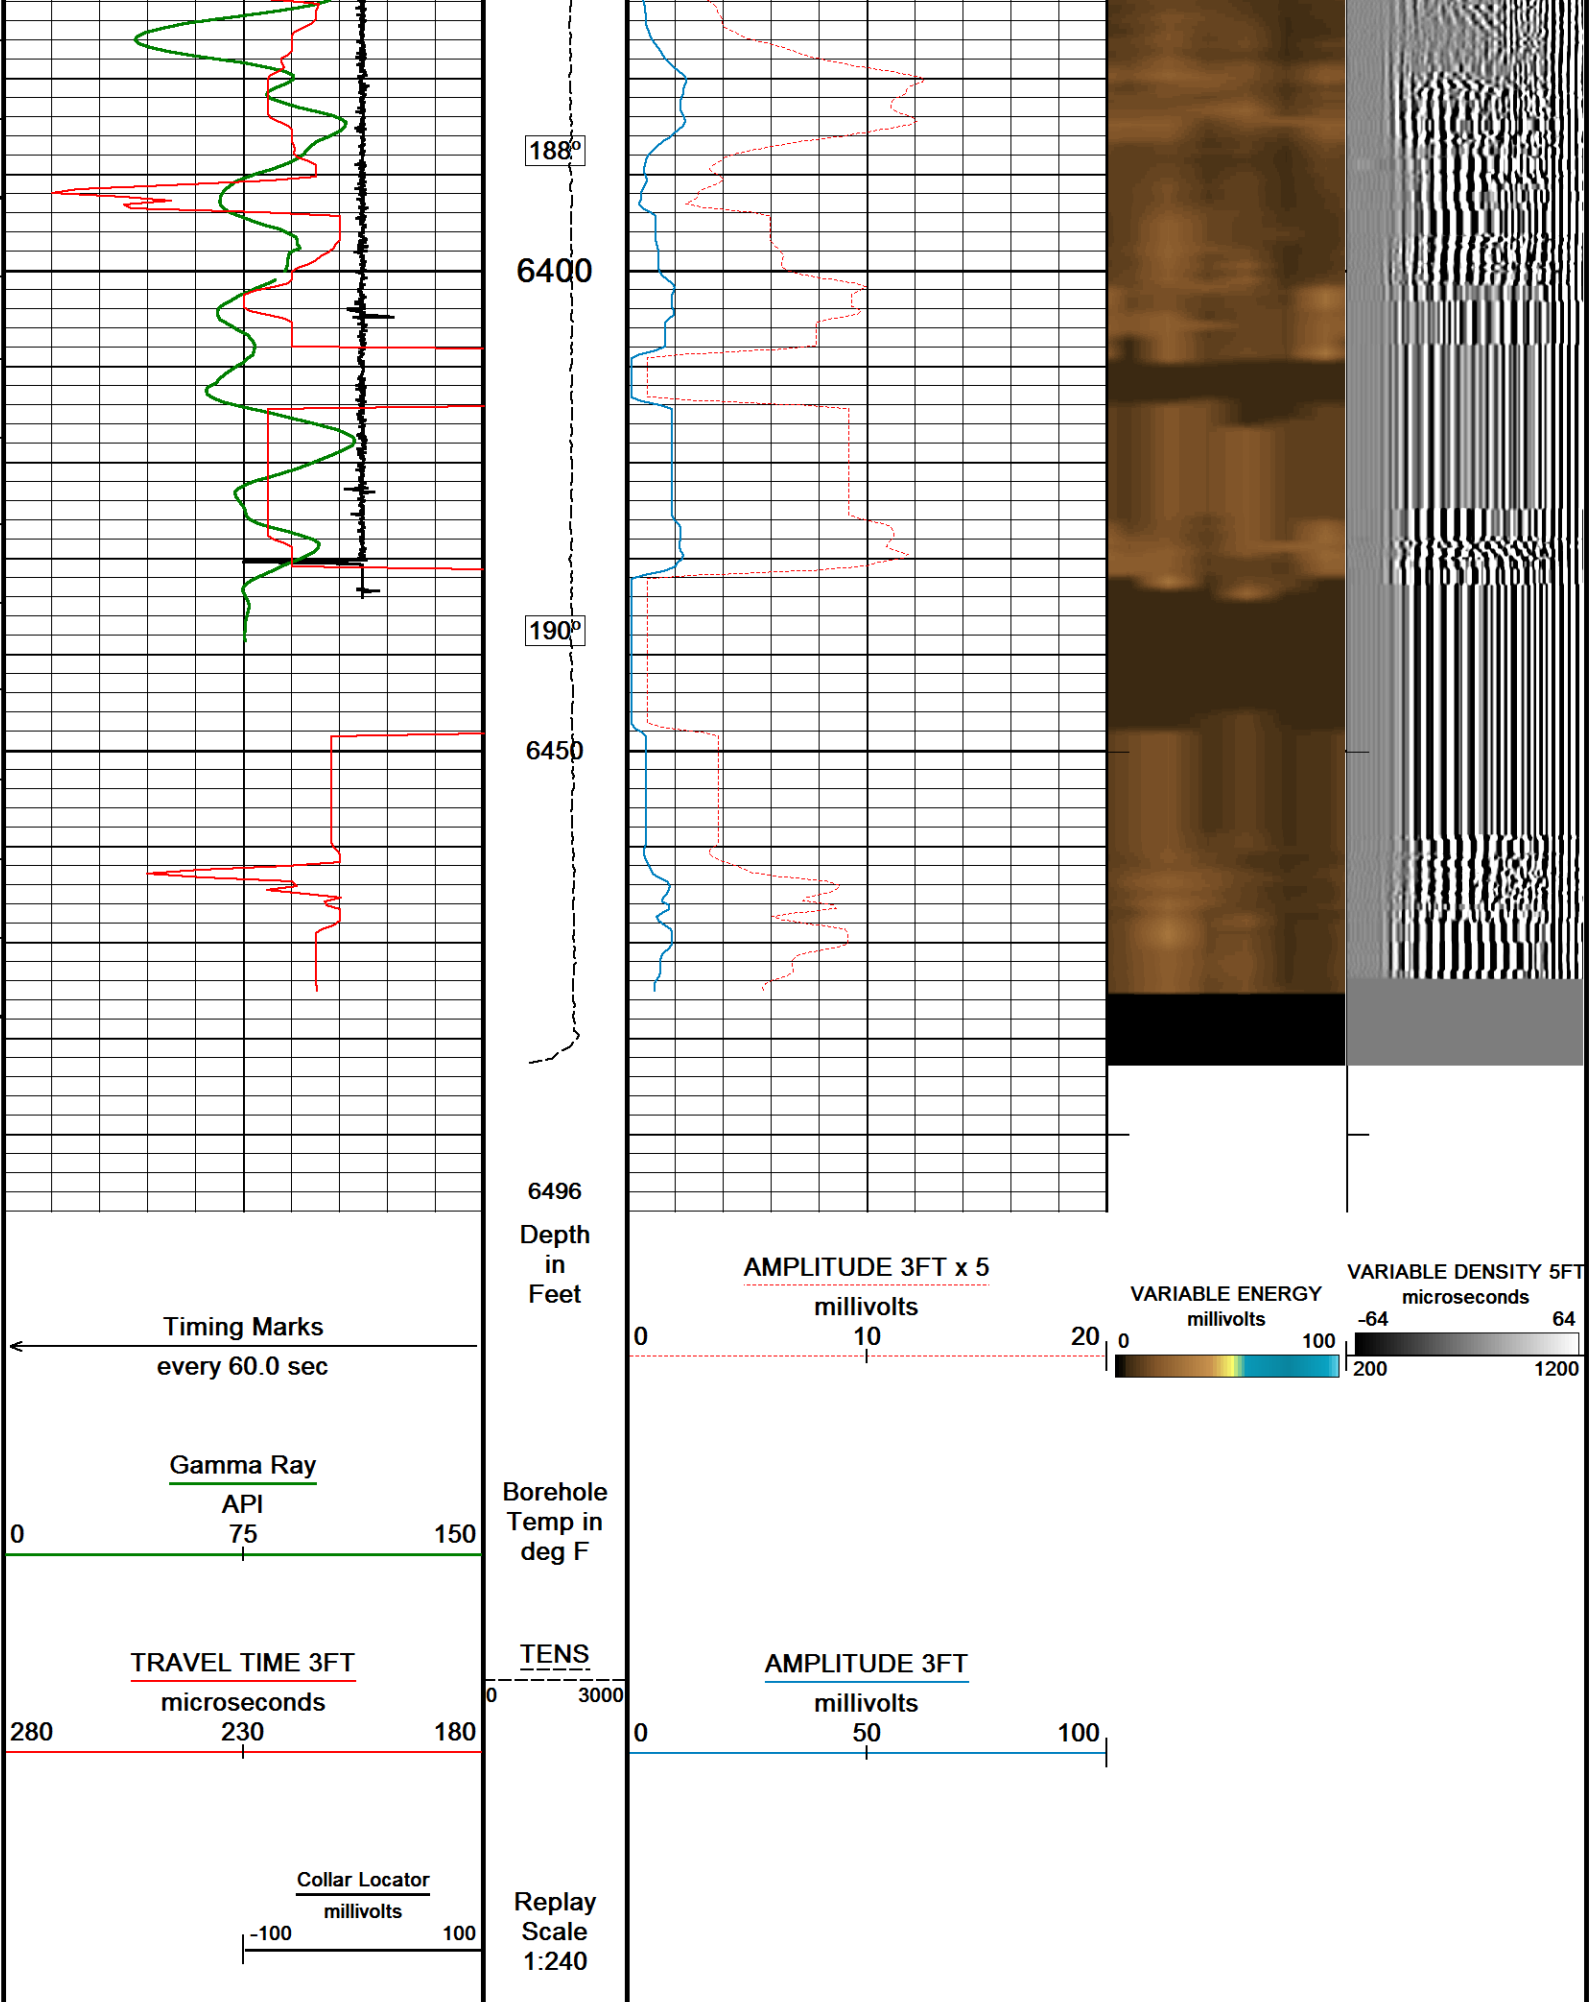 188º
6400
190º
6450
6496
Depth
in
Feet
Timing Marks
every 60.0 sec
Gamma Ray
API
0 75 150
TRAVEL TIME 3FT
microseconds
280 230 180
Collar Locator
millivolts
-100 100
Borehole
Temp in
deg F
TENS
0 3000
Replay
Scale
1:240
AMPLITUDE 3FT x 5
millivolts
0 10 20
AMPLITUDE 3FT
millivolts
0 50 100
VARIABLE ENERGY
millivolts
0 100
VARIABLE DENSITY 5FT
microseconds
-64 64
200 1200